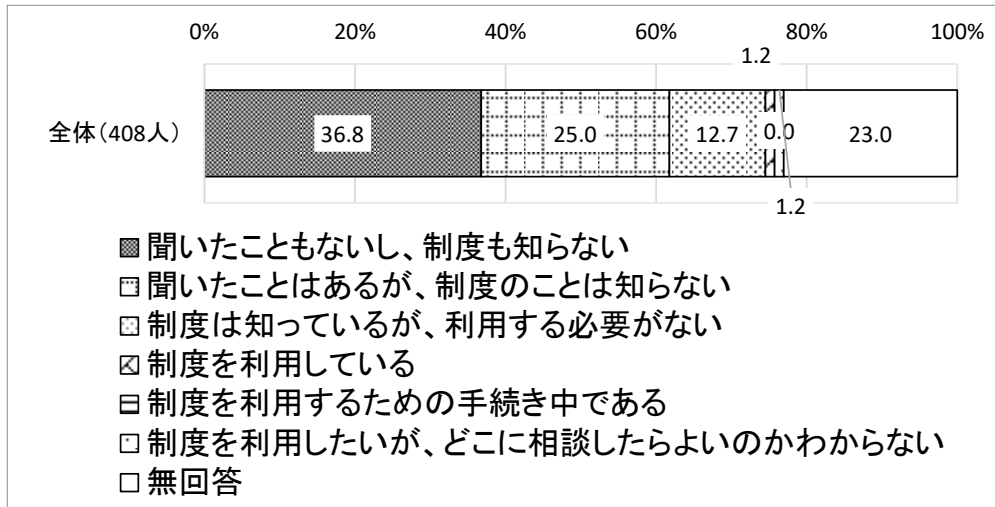 0% 20% 40% 60% 80% 100%
1.2
全体(408人) 36.8 25.0 12.7 0.0 23.0
1.2
聞いたこともないし、制度も知らない
聞いたことはあるが、制度のことは知らない
制度は知っているが、利用する必要がない
制度を利用している
制度を利用するための手続き中である
制度を利用したいが、どこに相談したらよいのかわからない
無回答